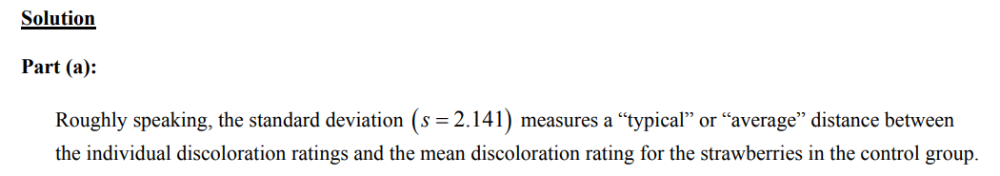 Solution
Part (a):
Roughly speaking, the standard deviation (s = 2.141) measures a “typical” or “average” distance between
the individual discoloration ratings and the mean discoloration rating for the strawberries in the control group.